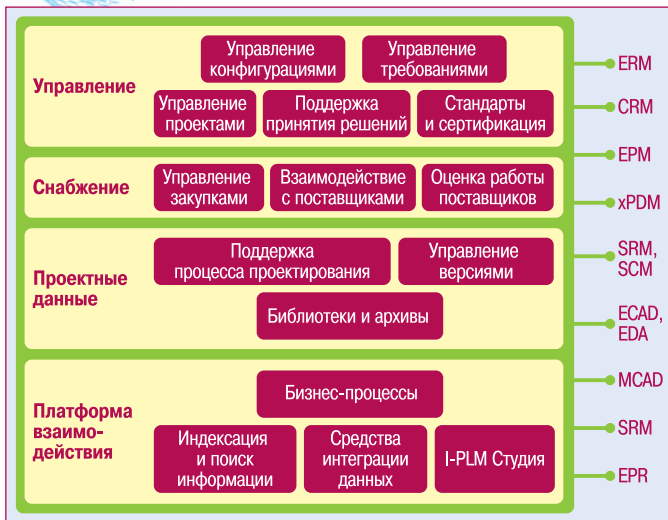 Управление
Управление
конфигурациями
Управление
требованиями
Управление
проектами
Поддержка
принятия решений
Стандарты
и сертификация
Снабжение
Управление
закупками
Взаимодействие
с поставщиками
Оценка работы
поставщиков
Проектные
данные
Поддержка
процесса проектирования
Управление
версиями
Библиотеки и архивы
Платформа
взаимо-
действия
Бизнес-процессы
Индексация
и поиск
информации
Средства
интеграции
данных
I-PLM Студия
ERM
CRM
EPM
xPDM
SRM,
SCM
ECAD,
EDA
MCAD
SRM
EPR